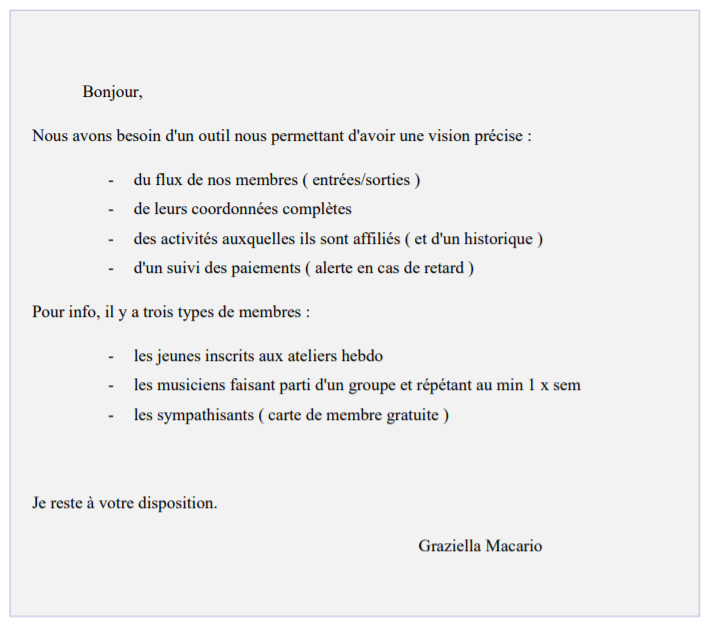 Bonjour,
Nous avons besoin d'un outil nous permettant d'avoir une vision précise :
- du flux de nos membres ( entrées/sorties )
- de leurs coordonnées complètes
- des activités auxquelles ils sont affiliés ( et d'un historique )
- d'un suivi des paiements ( alerte en cas de retard )
Pour info, il y a trois types de membres :
- les jeunes inscrits aux ateliers hebdo
- les musiciens faisant parti d'un groupe et répétant au min 1 x sem
- les sympathisants ( carte de membre gratuite )
Je reste à votre disposition.
Graziella Macario